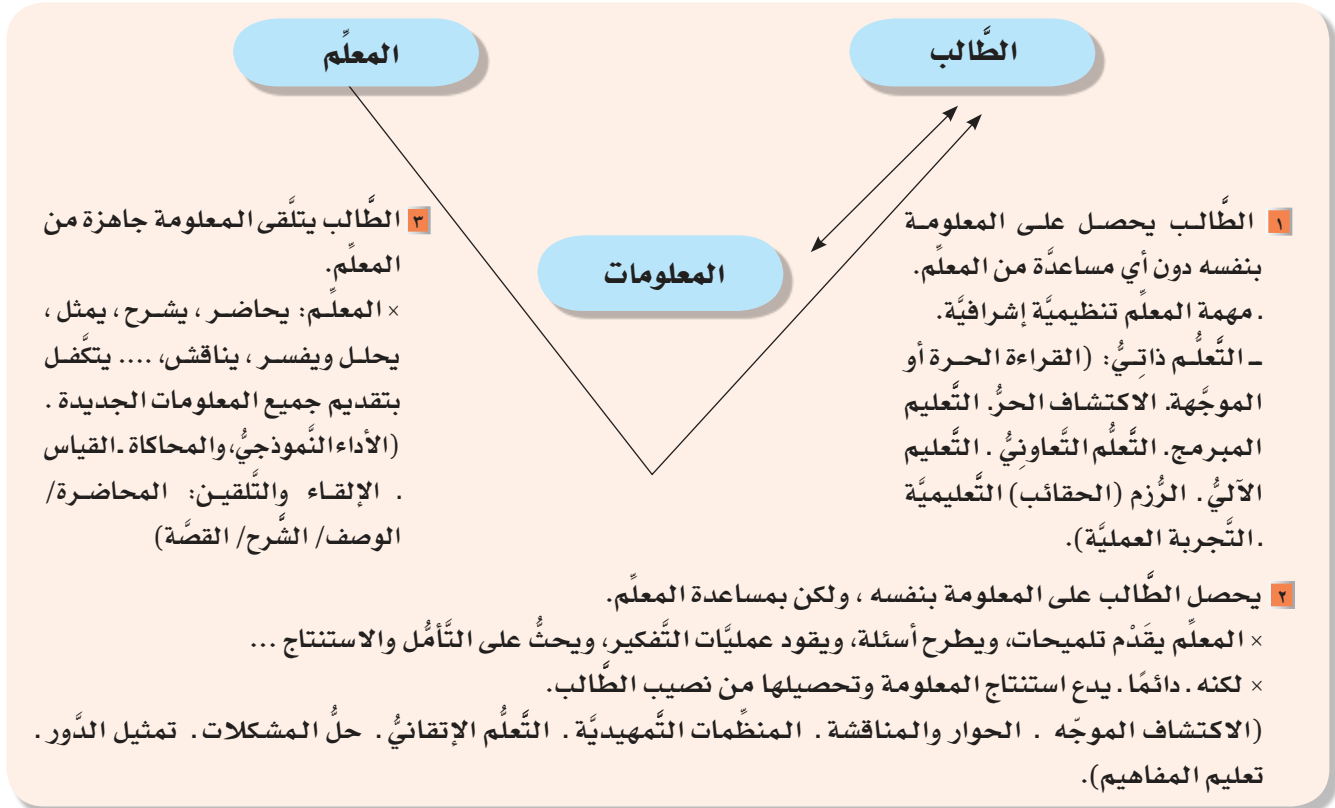 الطَّالب
المعلِّم
المعلومات
١ الطَّالب يحصل على المعلومة
بنفسه دون أي مساعدَّة من المعلِّم.
. مهمة المعلِّم تنظيميَّة إشرافيَّة.
ـ التَّعلُّم ذاتيُّ: (القراءة الحرة أو
الموجَّهة. الاكتشاف الحرُّ. التَّعليم
المبرمج. التَّعلُّم التَّعاونيُّ . التَّعليم
الآليُّ . الرُّزم (الحقائب) التَّعليميَّة
. التَّجربة العمليَّة).
٣ الطَّالب يتلَّقى المعلومة جاهزة من
المعلِّم.
× المعلِّم: يحاضر ، يشرح ، يمثل ،
يحلل ويفسر ، يناقش، .... يتكَّفل
بتقديم جميع المعلومات الجديدة .
(الأداء النَّموذجيُّ، والمحاكاة ـ القياس
. الإلقاء والتَّلقين: المحاضرة/
الوصف/ الشَّرح/ القصَّة)
٢ يحصل الطَّالب على المعلومة بنفسه ، ولكن بمساعدة المعلِّم.
× المعلِّم يقَدْم تلميحات، ويطرح أسئلة، ويقود عمليَّات التَّفكير، ويحثُّ على التَّأمُّل والاستنتاج ...
× لكنه . دائمًا . يدع استنتاج المعلومة وتحصيلها من نصيب الطَّالب.
(الاكتشاف الموجّه . الحوار والمناقشة . المنظِّمات التَّمهيديَّة . التَّعلُّم الإتقانيُّ . حلُّ المشكلات . تمثيل الدَّور .
تعليم المفاهيم).